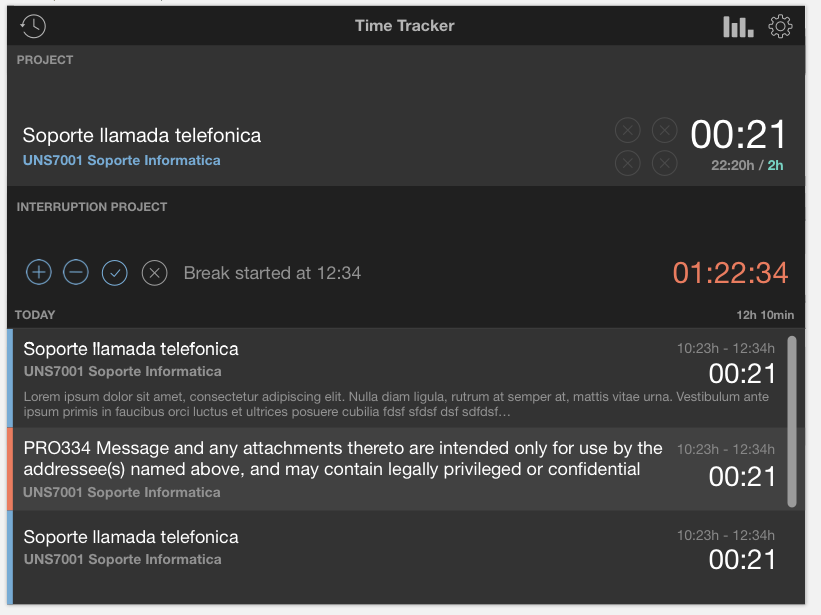 Time Tracker
PROJECT
Soporte llamada telefonica
00:21
UNS7001 Soporte Informatica
22:20h / 2h
INTERRUPTION PROJECT
Break started at 12:34
01:22:34
TODAY
12h 10min
Soporte llamada telefonica
10:23h - 12:34h
UNS7001 Soporte Informatica
00:21
Lorem ipsum dolor sit amet, consectetur adipiscing elit. Nulla diam ligula, rutrum at semper at, mattis vitae urna. Vestibulum ante
ipsum primis in faucibus orci luctus et ultrices posuere cubilia fdsf sfdsf dsf sdfdsf...
PRO334 Message and any attachments thereto are intended only for use by the
10:23h - 12:34h
addressee(s) named above, and may contain legally privileged or confidential
00:21
UNS7001 Soporte Informatica
Soporte llamada telefonica
10:23h - 12:34h
UNS7001 Soporte Informatica
00:21